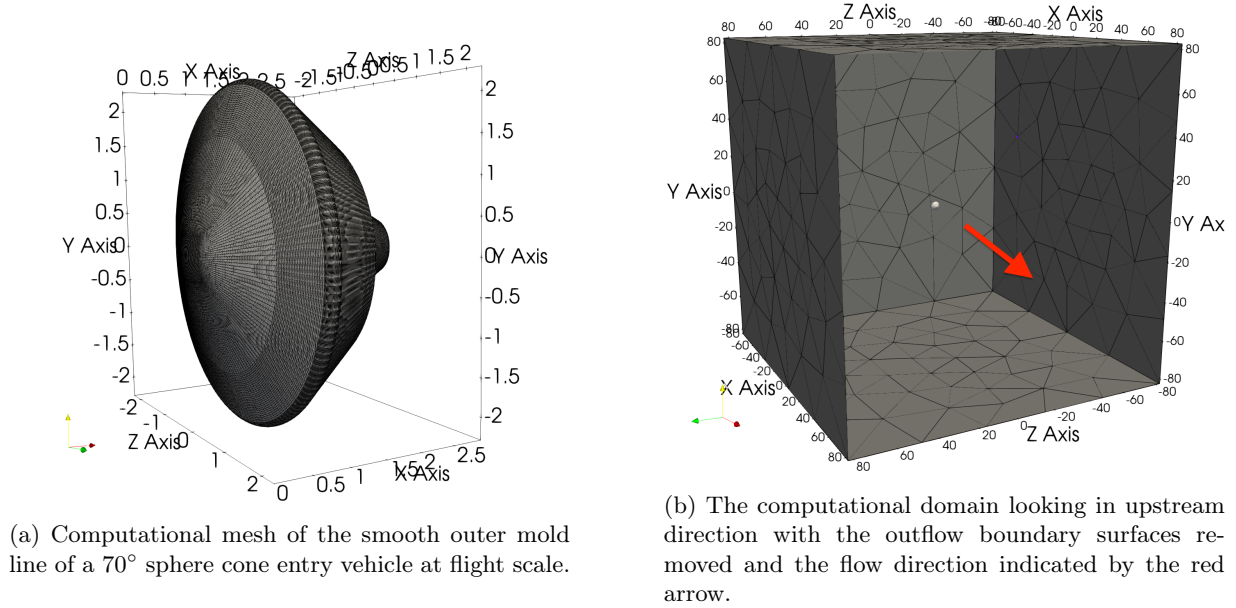 0 0.5 1 1.5 2 2.5
X Axis
-2 -1.5 -1 -0.5 0 0.5 1 1.5 2
Z Axis
2
1.5
1
0.5
Y Axis
0
-0.5
-1
-1.5
-2
2
1.5
1
0.5
0
Y Axis
-0.5
-1
-1.5
-2
-2
-1
Z Axis
0
1
2
0 0.5 1 1.5 2 2.5
X Axis
(a) Computational mesh of the smooth outer mold
line of a 70° sphere cone entry vehicle at flight scale.
Z Axis
80 60 40 20 0 -20 -40 -60 -80
X Axis
-80 -60 -40 -20 0 20 40 60 80
80
60
40
20
Y Axis
0
-20
-40
-60
-80
80
60
40
20
0
Y Ax
-20
-40
-60
-80
-80
-60
-40
-20
X Axis
0
20
40
60
80
80 60 40 20 0 -20 -40 -60 -80
Z Axis
(b) The computational domain looking in upstream
direction with the outflow boundary surfaces re-
moved and the flow direction indicated by the red
arrow.